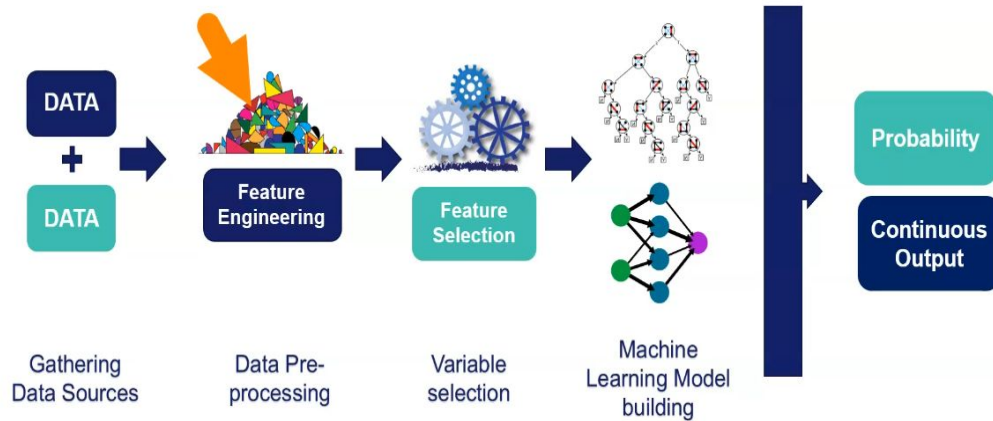 DATA
+
DATA
Feature
Engineering
Feature
Selection
Probability
Continuous
Output
Gathering
Data Sources
Data Pre-
processing
Variable
selection
Machine
Learning Model
building